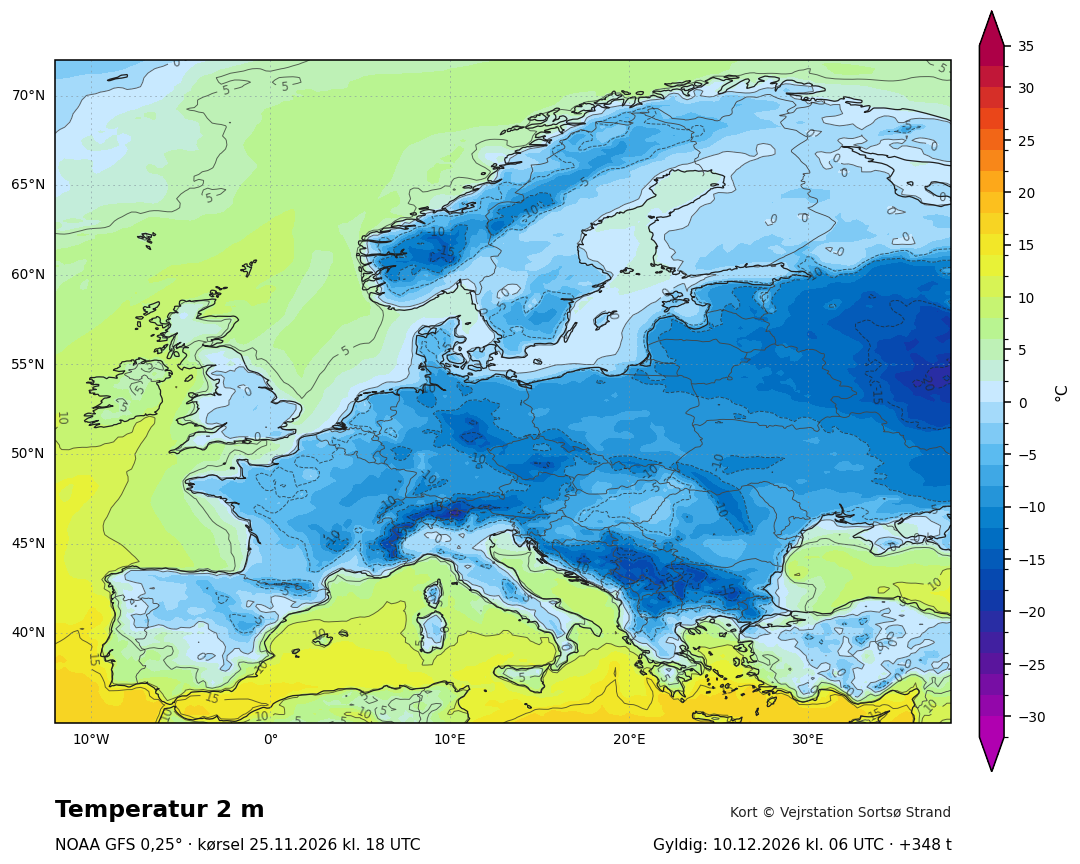 70°N
65°N
60°N
55°N
50°N
45°N
40°N
10°W
0°
10°E
20°E
30°E
35
30
25
20
15
10
5
0
−5
−10
−15
−20
−25
−30
°C
Temperatur 2 m
Kort © Vejrstation Sortsø Strand
NOAA GFS 0,25° · kørsel 25.11.2026 kl. 18 UTC
Gyldig: 10.12.2026 kl. 06 UTC · +348 t